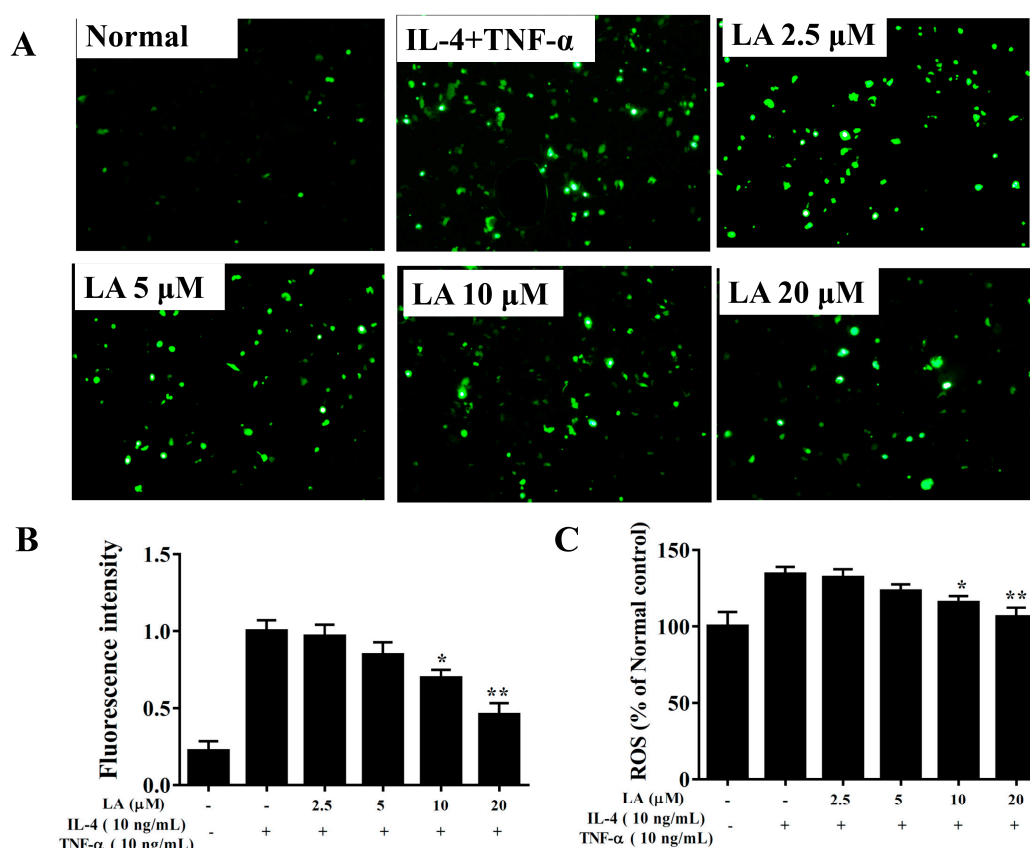 A
Normal
IL-4+TNF-α
LA 2.5 μM
LA 5 μM
LA 10 μM
LA 20 μM
B
Fluorescence intensity
1.5
1.0
0.5
0.0
* **
LA (μM) - - 2.5 5 10 20
IL-4 ( 10 ng/mL) - + + + + +
TNF-α ( 10 ng/mL)
C
ROS (% of Normal control)
150
100
50
0
* **
LA (μM) - - 2.5 5 10 20
IL-4 ( 10 ng/mL) - + + + + +
TNF-α ( 10 ng/mL)